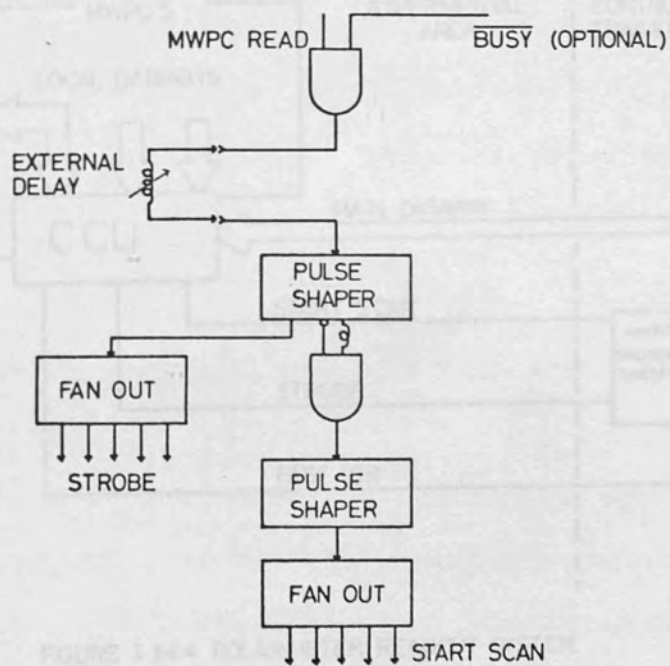 MWPC READ
BUSY (OPTIONAL)
EXTERNAL
DELAY
PULSE
SHAPER
FAN OUT
STROBE
PULSE
SHAPER
FAN OUT
START SCAN